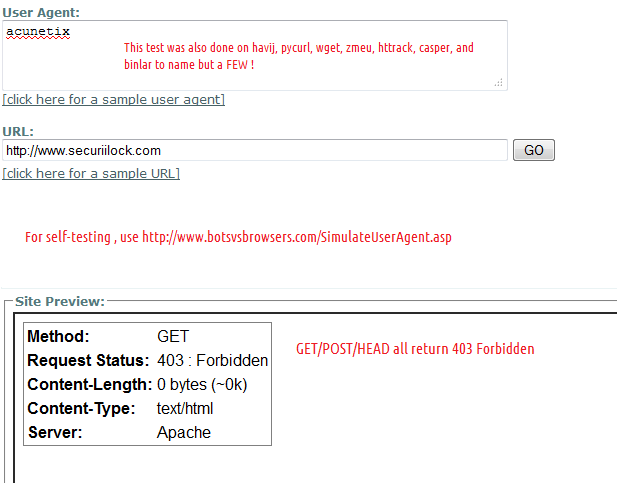 User Agent:
acunetix
This test was also done on havij, pycurl, wget, zmeu, httrack, casper, and
binlar to name but a FEW !
[click here for a sample user agent]
URL:
http://www.securiilock.com GO
[click here for a sample URL]
For self-testing , use http://www.botsvsbrowsers.com/SimulateUserAgent.asp
Site Preview:
Method: GET
Request Status: 403 : Forbidden
GET/POST/HEAD all return 403 Forbidden
Content-Length: 0 bytes (~0k)
Content-Type: text/html
Server: Apache